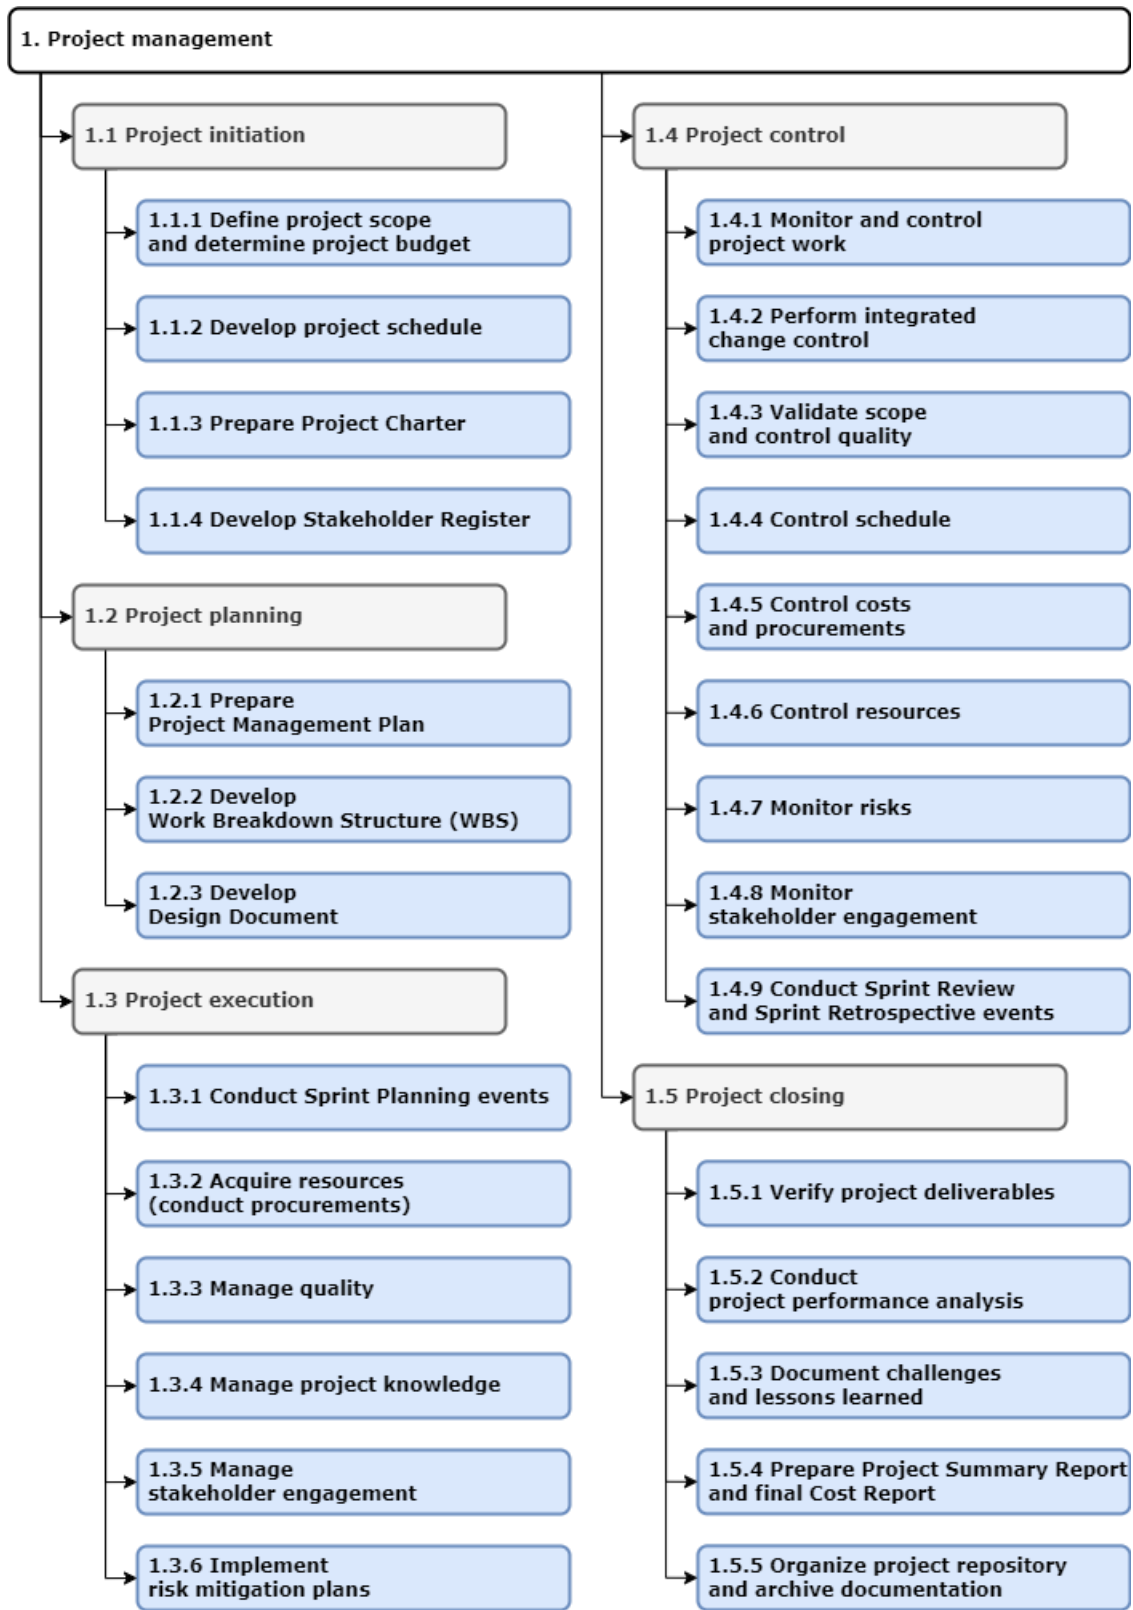 1. Project management
1.1 Project initiation
1.1.1 Define project scope
and determine project budget
1.1.2 Develop project schedule
1.1.3 Prepare Project Charter
1.1.4 Develop Stakeholder Register
1.2 Project planning
1.2.1 Prepare
Project Management Plan
1.2.2 Develop
Work Breakdown Structure (WBS)
1.2.3 Develop
Design Document
1.3 Project execution
1.3.1 Conduct Sprint Planning events
1.3.2 Acquire resources
(conduct procurements)
1.3.3 Manage quality
1.3.4 Manage project knowledge
1.3.5 Manage
stakeholder engagement
1.3.6 Implement
risk mitigation plans
1.4 Project control
1.4.1 Monitor and control
project work
1.4.2 Perform integrated
change control
1.4.3 Validate scope
and control quality
1.4.4 Control schedule
1.4.5 Control costs
and procurements
1.4.6 Control resources
1.4.7 Monitor risks
1.4.8 Monitor
stakeholder engagement
1.4.9 Conduct Sprint Review
and Sprint Retrospective events
1.5 Project closing
1.5.1 Verify project deliverables
1.5.2 Conduct
project performance analysis
1.5.3 Document challenges
and lessons learned
1.5.4 Prepare Project Summary Report
and final Cost Report
1.5.5 Organize project repository
and archive documentation